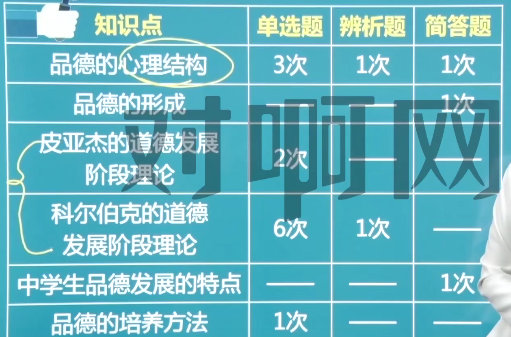 知识点 单选题 辨析题 简答题
品德的心理结构 3次 1次 1次
品德的形成 —— —— 1次
皮亚杰的道德发展
阶段理论 2次 —— ——
科尔伯克的道德
发展阶段理论 6次 1次 ——
中学生品德发展的特点 —— —— 1次
品德的培养方法 1次 —— ——
对啊网